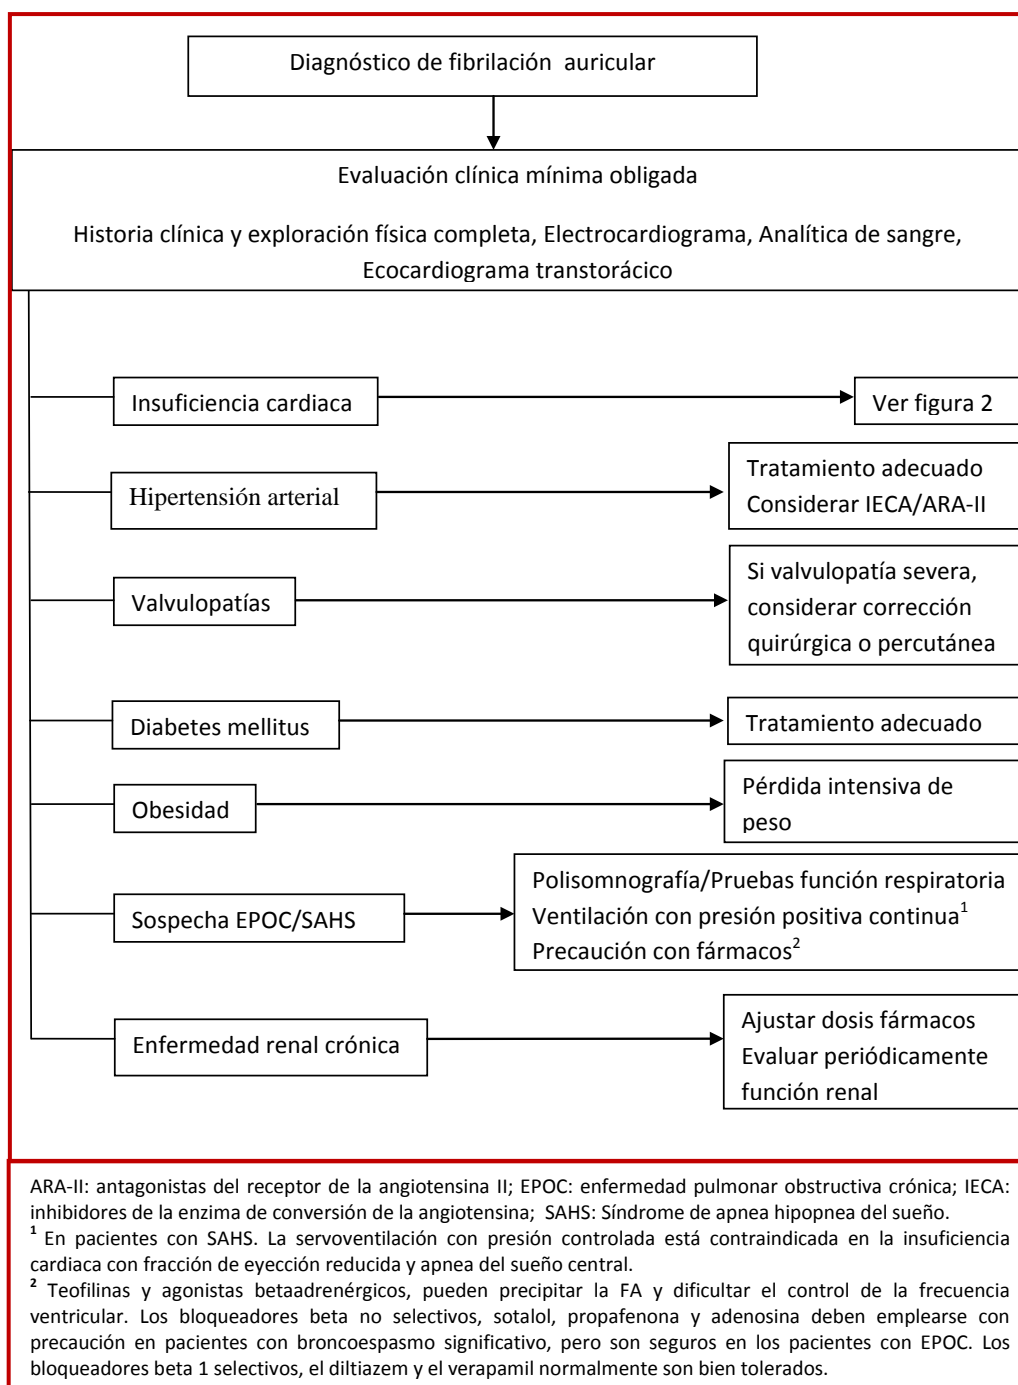 Diagnóstico de fibrilación auricular
Evaluación clínica mínima obligada
Historia clínica y exploración física completa, Electrocardiograma, Analítica de sangre,
Ecocardiograma transtorácico
Insuficiencia cardiaca
Ver figura 2
Hipertensión arterial
Tratamiento adecuado
Considerar IECA/ARA-II
Valvulopatías
Si valvulopatía severa,
considerar corrección
quirúrgica o percutánea
Diabetes mellitus
Tratamiento adecuado
Obesidad
Pérdida intensiva de
peso
Sospecha EPOC/SAHS
Polisomnografía/Pruebas función respiratoria
Ventilación con presión positiva continua¹
Precaución con fármacos²
Enfermedad renal crónica
Ajustar dosis fármacos
Evaluar periódicamente
función renal
ARA-II: antagonistas del receptor de la angiotensina II; EPOC: enfermedad pulmonar obstructiva crónica; IECA:
inhibidores de la enzima de conversión de la angiotensina; SAHS: Síndrome de apnea hipopnea del sueño.
¹ En pacientes con SAHS. La servoventilación con presión controlada está contraindicada en la insuficiencia
cardiaca con fracción de eyección reducida y apnea del sueño central.
² Teofilinas y agonistas betaadrenérgicos, pueden precipitar la FA y dificultar el control de la frecuencia
ventricular. Los bloqueadores beta no selectivos, sotalol, propafenona y adenosina deben emplearse con
precaución en pacientes con broncoespasmo significativo, pero son seguros en los pacientes con EPOC. Los
bloqueadores beta 1 selectivos, el diltiazem y el verapamil normalmente son bien tolerados.